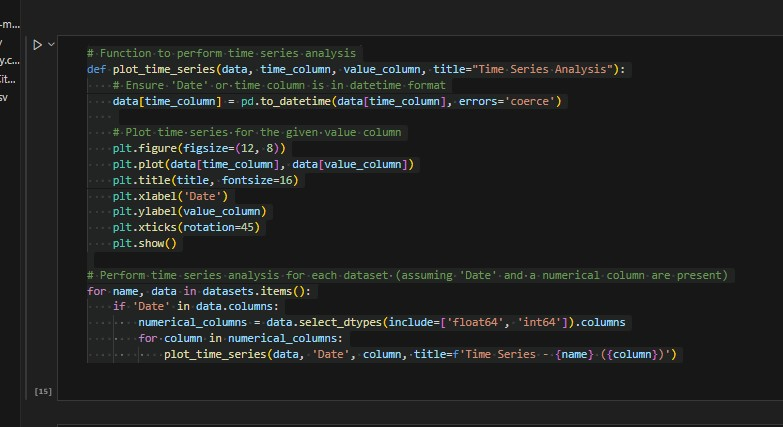 -m...
y.c...
Cit...
sv
# Function to perform time series analysis
def plot_time_series(data, time_column, value_column, title="Time Series Analysis"):
    # Ensure 'Date' or time column is in datetime format
    data[time_column] = pd.to_datetime(data[time_column], errors='coerce')
    # Plot time series for the given value column
    plt.figure(figsize=(12, 8))
    plt.plot(data[time_column], data[value_column])
    plt.title(title, fontsize=16)
    plt.xlabel('Date')
    plt.ylabel(value_column)
    plt.xticks(rotation=45)
    plt.show()
# Perform time series analysis for each dataset (assuming 'Date' and a numerical column are present)
for name, data in datasets.items():
    if 'Date' in data.columns:
        numerical_columns = data.select_dtypes(include=['float64', 'int64']).columns
        for column in numerical_columns:
            plot_time_series(data, 'Date', column, title=f'Time Series - {name} ({column})')
[15]